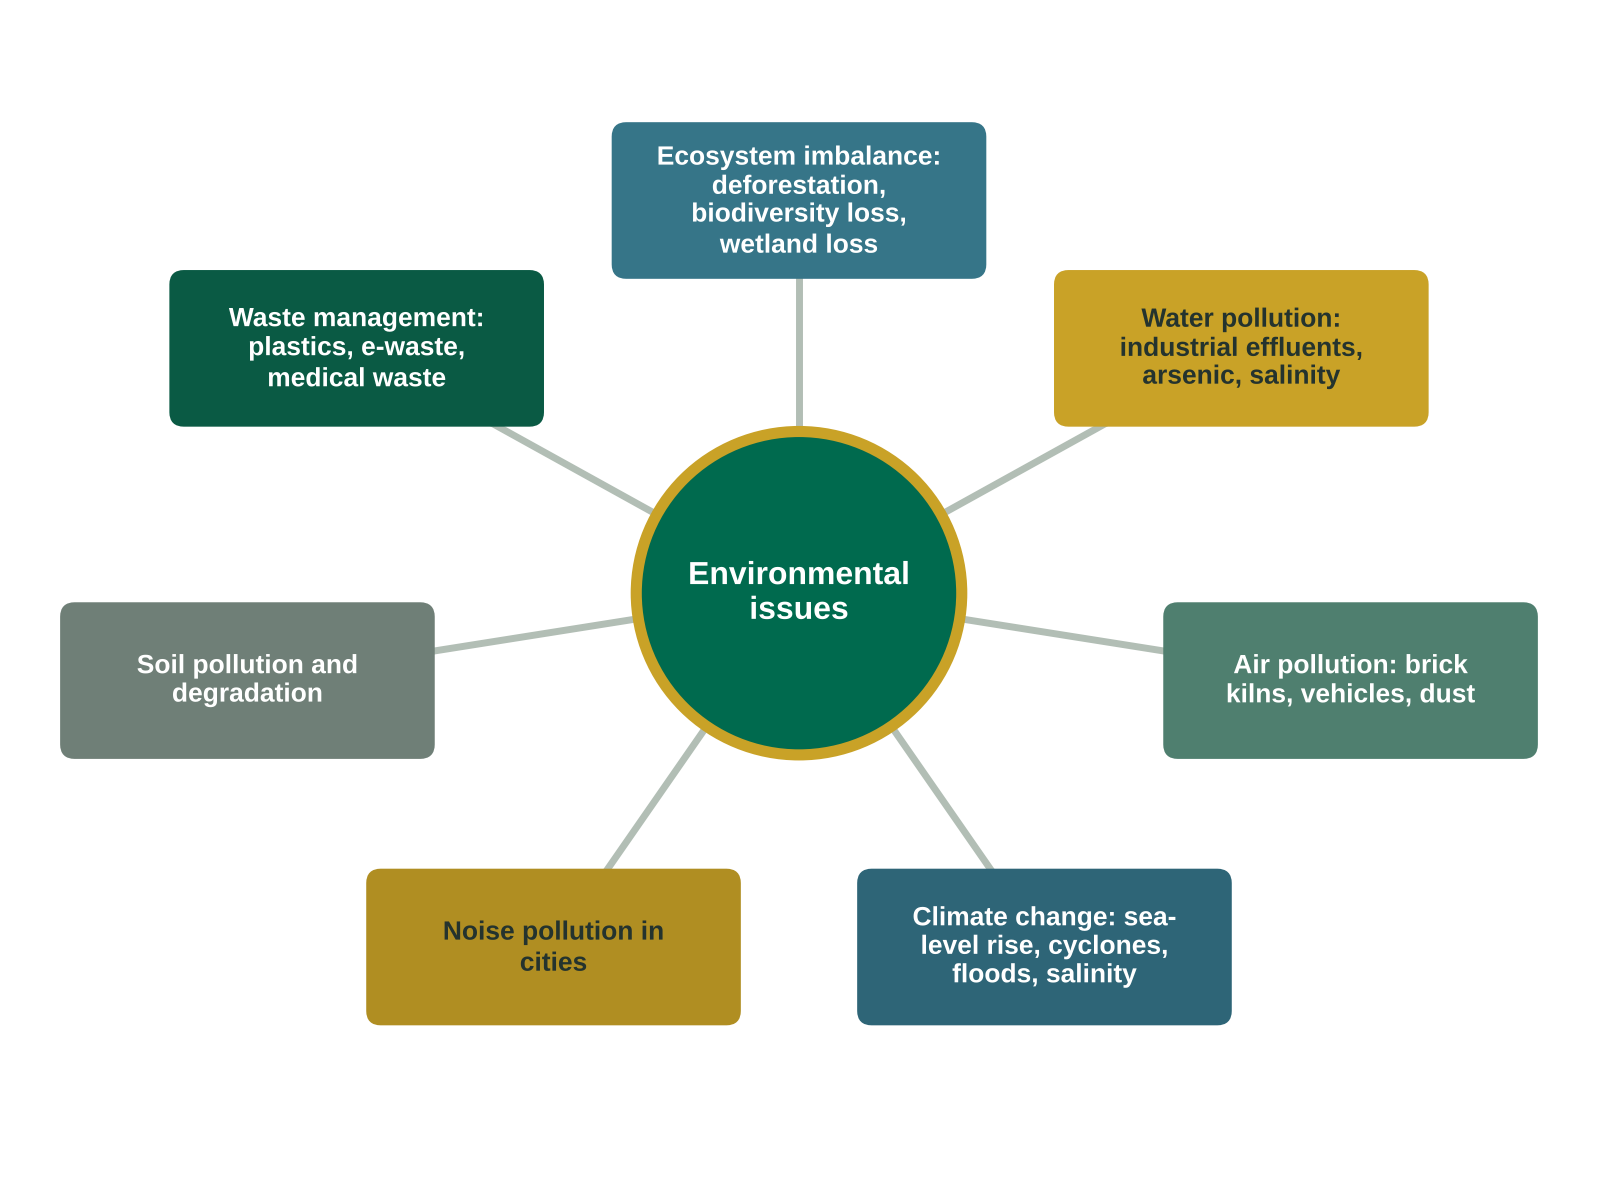 Ecosystem imbalance:
deforestation,
biodiversity loss,
wetland loss
Waste management:
plastics, e-waste,
medical waste
Water pollution:
industrial effluents,
arsenic, salinity
Environmental
issues
Soil pollution and
degradation
Air pollution: brick
kilns, vehicles, dust
Noise pollution in
cities
Climate change: sea-
level rise, cyclones,
floods, salinity